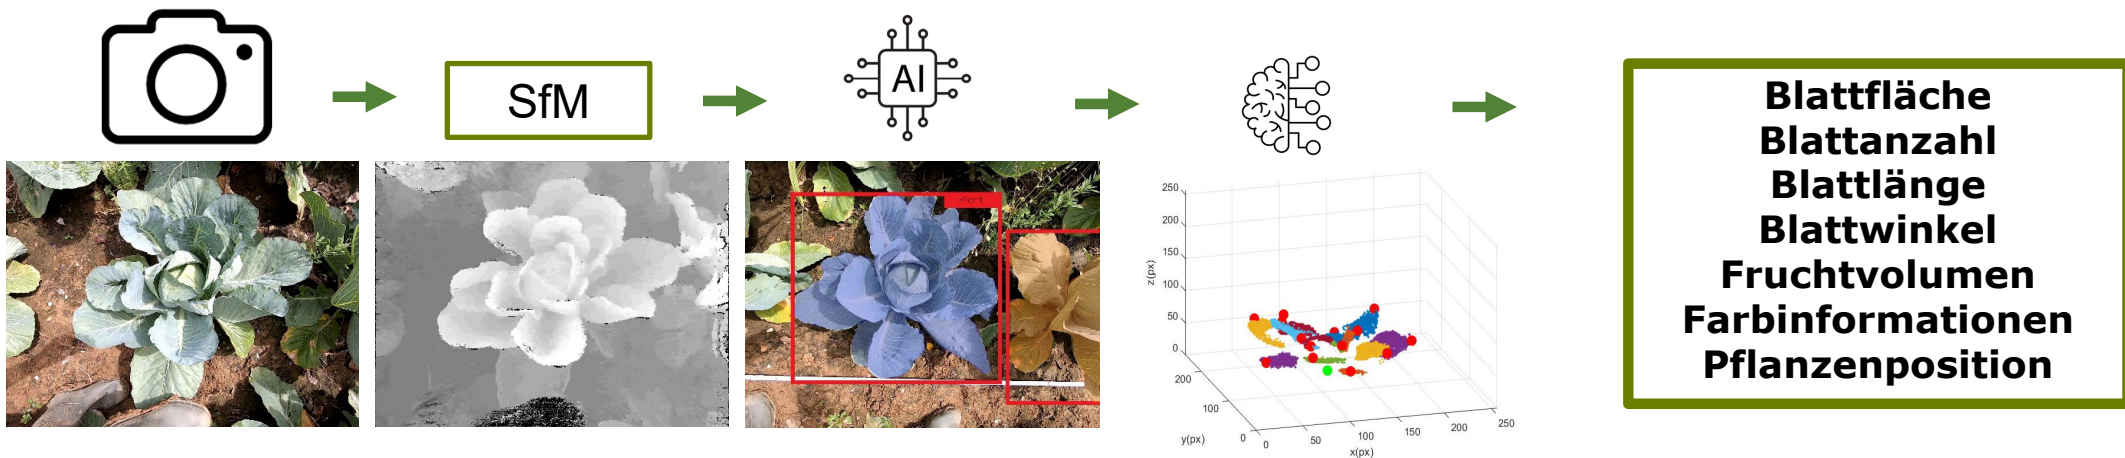 SfM
AI
Blattfläche
Blattanzahl
Blattlänge
Blattwinkel
Fruchtvolumen
Farbinformationen
Pflanzenposition
250
200
150
100
50
0
z(px)
200
100
0
y(px)
0
50
100
150
200
250
x(px)